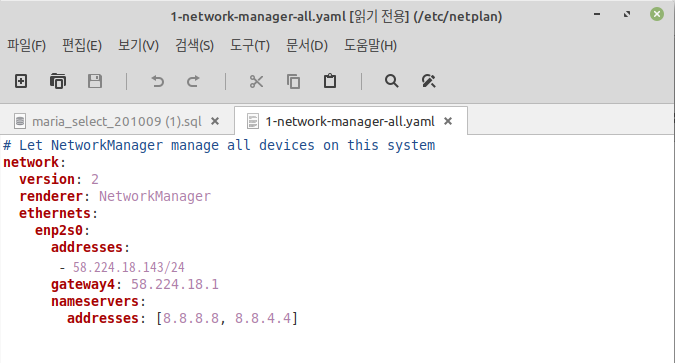 1-network-manager-all.yaml [읽기 전용] (/etc/netplan)
파일(F) 편집(E) 보기(V) 검색(S) 도구(T) 문서(D) 도움말(H)
maria_select_201009 (1).sql 1-network-manager-all.yaml
# Let NetworkManager manage all devices on this system
network:
  version: 2
  renderer: NetworkManager
  ethernets:
    enp2s0:
      addresses:
       - 58.224.18.143/24
      gateway4: 58.224.18.1
      nameservers:
        addresses: [8.8.8.8, 8.8.4.4]